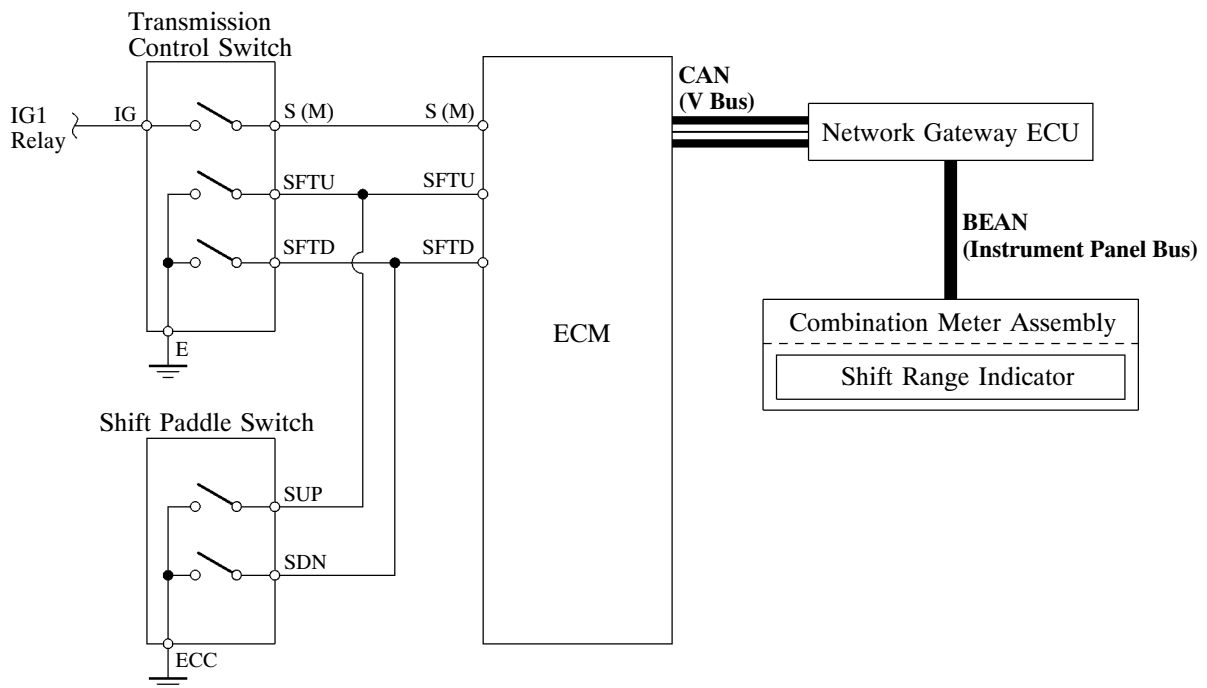 Transmission
Control Switch
IG1
Relay
IG
S (M)
S (M)
SFTU
SFTU
SFTD
SFTD
E
Shift Paddle Switch
SUP
SDN
ECC
ECM
CAN
(V Bus)
Network Gateway ECU
BEAN
(Instrument Panel Bus)
Combination Meter Assembly
Shift Range Indicator